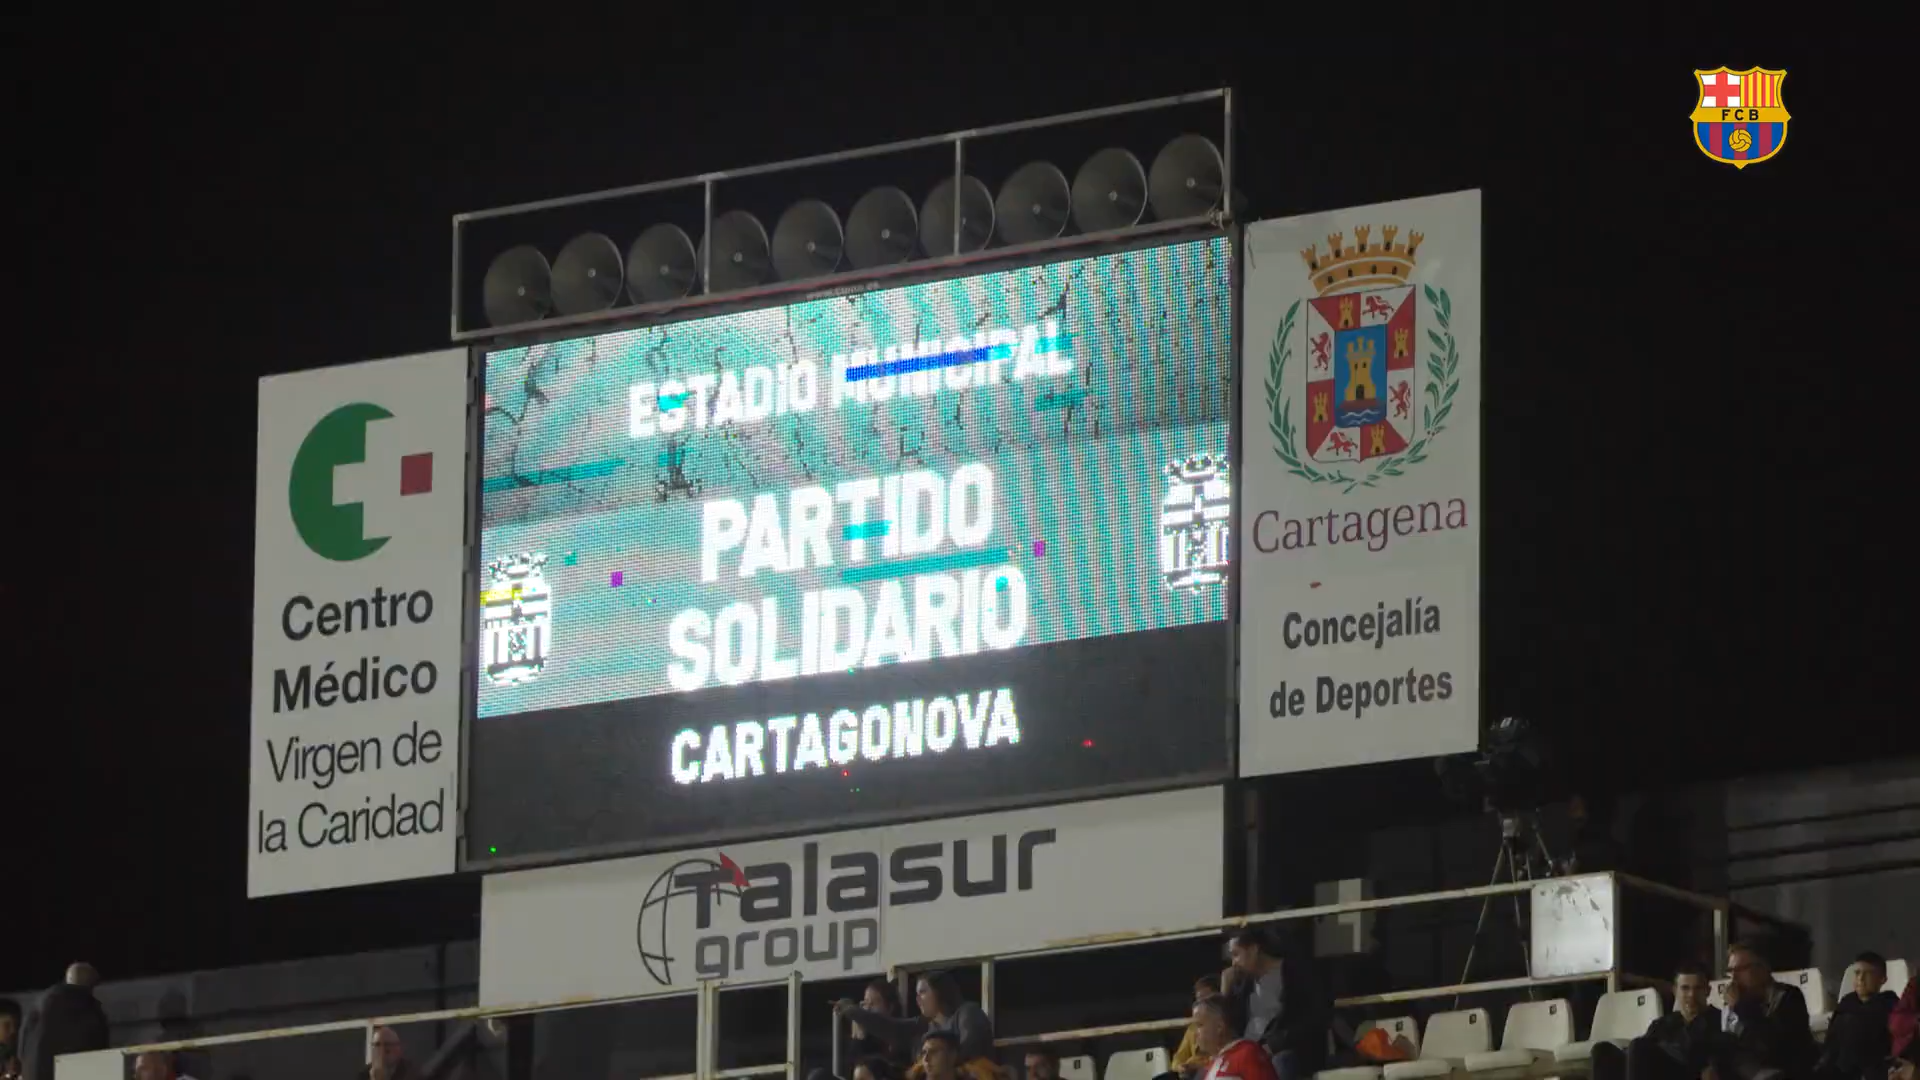 FCB
ESTADIO MUNICIPAL
PARTIDO
SOLIDARIO
CARTAGONOVA
Centro
Médico
Virgen de
la Caridad
Cartagena
Concejalía
de Deportes
Talasur
group